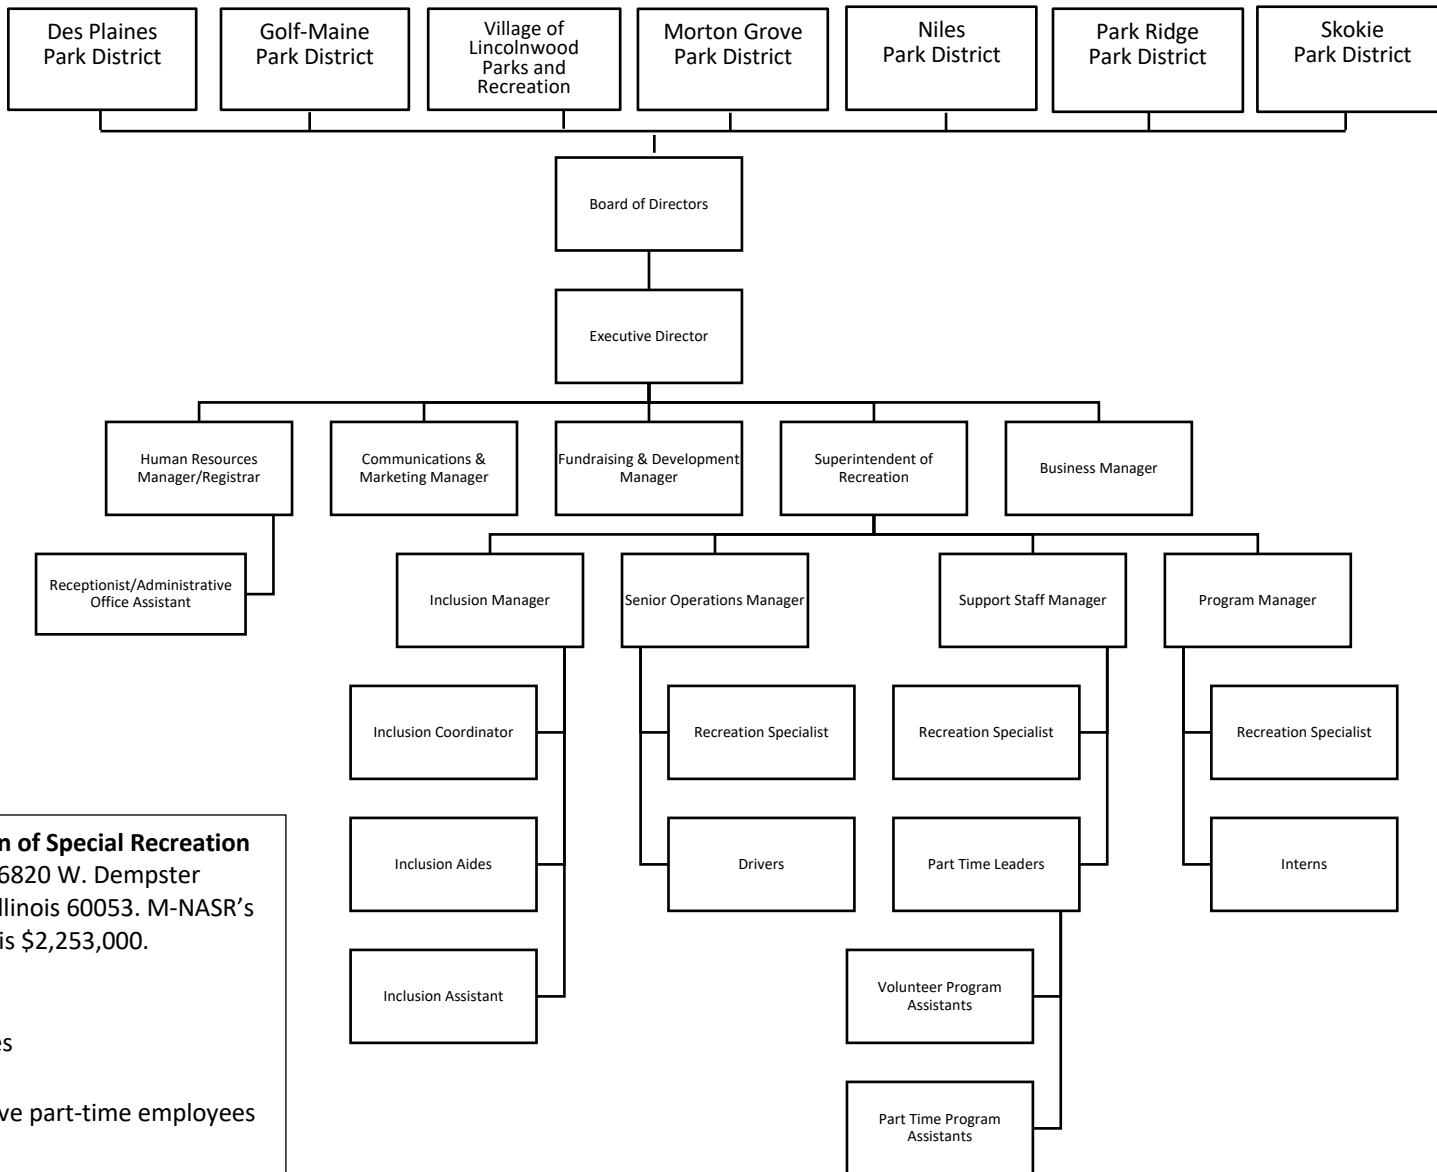 Des Plaines
Park District
Golf-Maine
Park District
Village of
Lincolnwood
Parks and
Recreation
Morton Grove
Park District
Niles
Park District
Park Ridge
Park District
Skokie
Park District
Board of Directors
Executive Director
Human Resources
Manager/Registrar
Communications &
Marketing Manager
Fundraising & Development
Manager
Superintendent of
Recreation
Business Manager
Receptionist/Administrative
Office Assistant
Inclusion Manager
Senior Operations Manager
Support Staff Manager
Program Manager
Inclusion Coordinator
Recreation Specialist
Recreation Specialist
Recreation Specialist
Inclusion Aides
Drivers
Part Time Leaders
Interns
Inclusion Assistant
Volunteer Program
Assistants
Part Time Program
Assistants
of Special Recreation
6820 W. Dempster
Illinois 60053. M-NASR's
is $2,253,000.
part-time employees